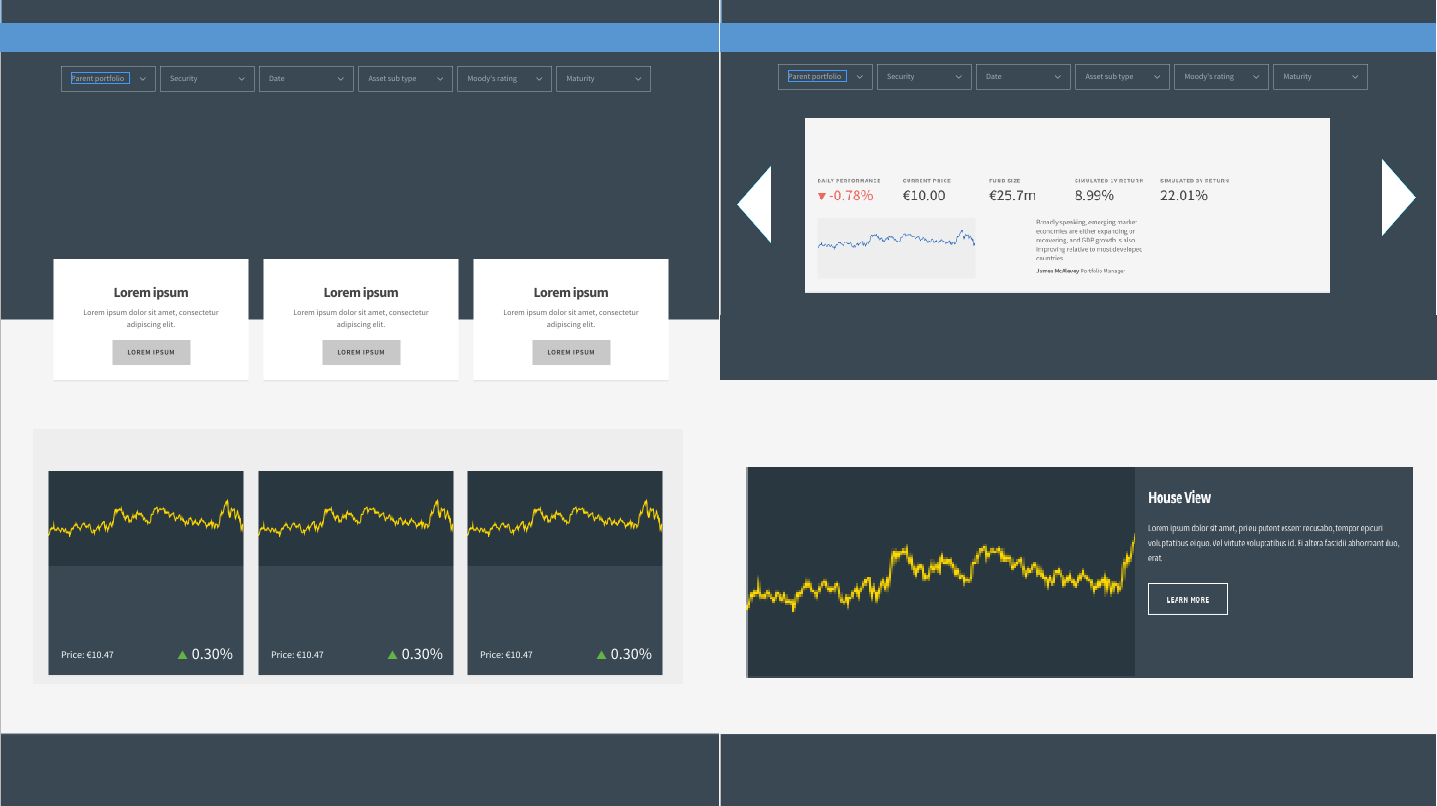 Parent portfolio Security Date Asset sub type Moody's rating Maturity
Lorem ipsum Lorem ipsum Lorem ipsum
Lorem ipsum dolor sit amet, consectetur Lorem ipsum dolor sit amet, consectetur Lorem ipsum dolor sit amet, consectetur
adipiscing elit. adipiscing elit. adipiscing elit.
LOREM IPSUM LOREM IPSUM LOREM IPSUM
Price: €10.47 0.30% Price: €10.47 0.30% Price: €10.47 0.30%
Parent portfolio Security Date Asset sub type Moody's rating Maturity
DAILY PERFORMANCE CURRENT PRICE FUND SIZE SIMULATED 1Y RETURN SIMULATED 3Y RETURN
-0.78% €10.00 €25.7m 8.99% 22.01%
Broadly speaking, emerging market
economies are either expanding or
recovering, and GDP growth is also
improving relative to most developed
countries.
James McAlevey Portfolio Manager
House View
Lorem ipsum dolor sit amet, pri eu putent essent recusabo, tempor epicuri
voluptatibus ei quo. Vel virtute voluptatibus id. Ei altera fastidii abhorreant duo,
erat.
LEARN MORE